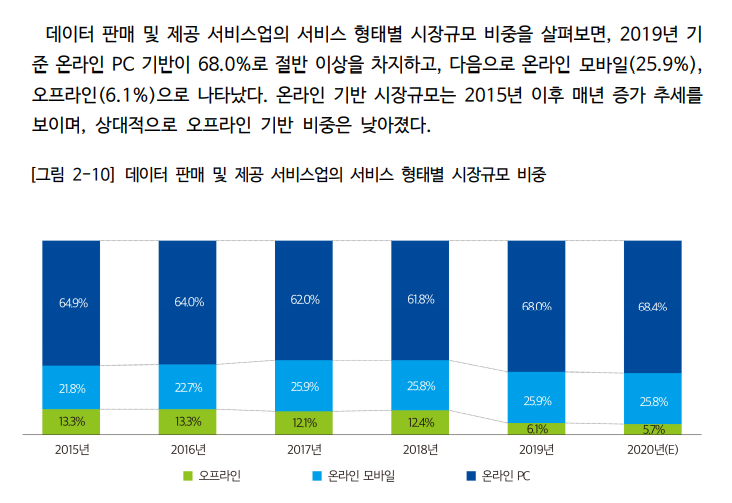 데이터 판매 및 제공 서비스업의 서비스 형태별 시장규모 비중을 살펴보면, 2019년 기
준 온라인 PC 기반이 68.0%로 절반 이상을 차지하고, 다음으로 온라인 모바일(25.9%),
오프라인(6.1%)으로 나타났다. 온라인 기반 시장규모는 2015년 이후 매년 증가 추세를
보이며, 상대적으로 오프라인 기반 비중은 낮아졌다.
[그림 2-10] 데이터 판매 및 제공 서비스업의 서비스 형태별 시장규모 비중
64.9% 64.0% 62.0% 61.8% 68.0% 68.4%
21.8% 22.7% 25.9% 25.8% 25.9% 25.8%
13.3% 13.3% 12.1% 12.4% 6.1% 5.7%
2015년 2016년 2017년 2018년 2019년 2020년(E)
오프라인 온라인 모바일 온라인 PC